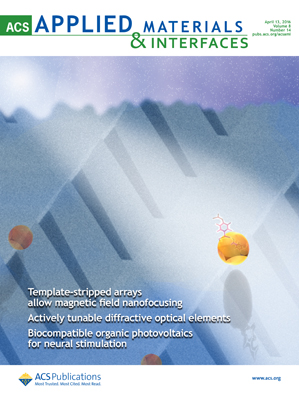 ACS APPLIED MATERIALS
& INTERFACES
April 13, 2016
Volume 8
Number 14
pubs.acs.org/acsami
Template-stripped arrays
allow magnetic field nanofocusing
Actively tunable diffractive optical elements
Biocompatible organic photovoltaics
for neural stimulation
ACS Publications
Most Trusted. Most Cited. Most Read.
www.acs.org